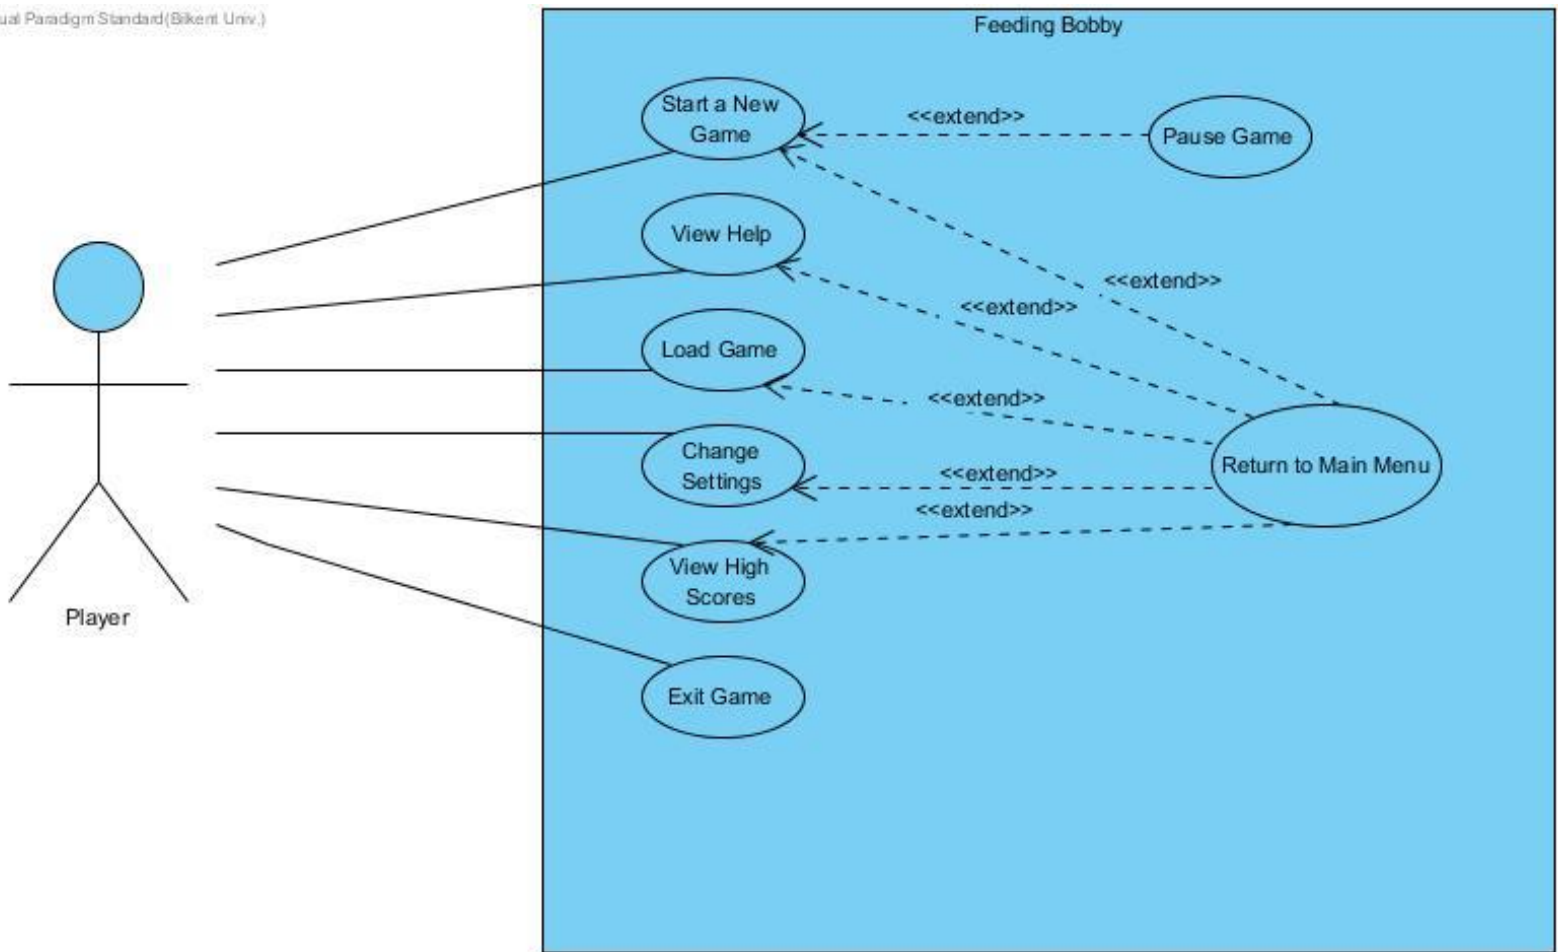 ual Paradigm Standard(Bilkent Univ.)
Feeding Bobby
Start a New
Game
<<extend>>
Pause Game
View Help
<<extend>>
<<extend>>
Load Game
<<extend>>
Change
Settings
<<extend>>
Return to Main Menu
<<extend>>
View High
Scores
Player
Exit Game